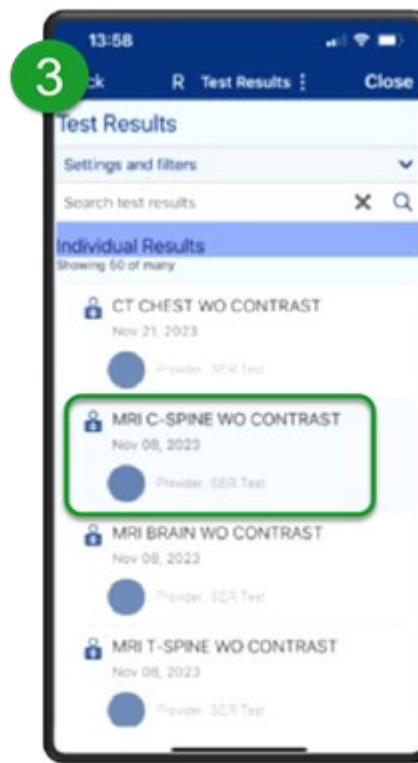 13:58
3
ck R Test Results Close
Test Results
Settings and filters
Search test results
Individual Results
Showing 50 of many
CT CHEST WO CONTRAST
Nov 21, 2023
Provider: SER Test
MRI C-SPINE WO CONTRAST
Nov 08, 2023
Provider: SER Test
MRI BRAIN WO CONTRAST
Nov 08, 2023
Provider: SER Test
MRI T-SPINE WO CONTRAST
Nov 08, 2023
Provider: SER Test